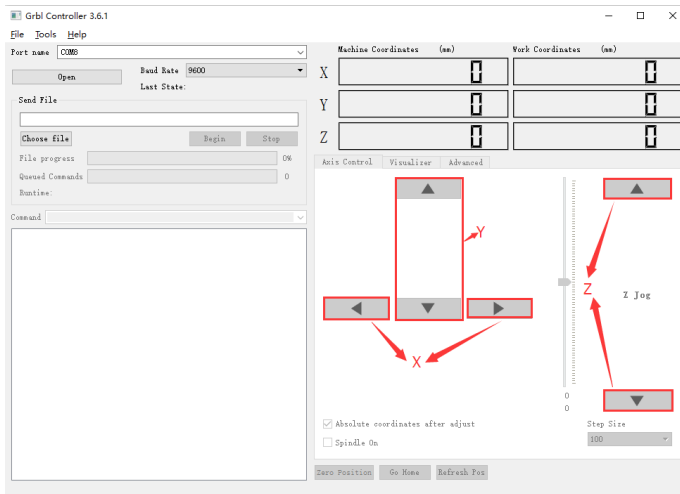 Grbl Controller 3.6.1
File Tools Help
Port name COM8
Open
Baud Rate 9600
Last State:
Send File
Choose file Begin Stop
File progress 0%
Queued Commands 0
Runtime:
Command
Machine Coordinates (mm) Work Coordinates (mm)
X 0 0
Y 0 0
Z 0 0
Axis Control Visualizer Advanced
Y
X
Z
Z Jog
0
0
Absolute coordinates after adjust
Spindle On
Step Size
100
Zero Position Go Home Refresh Pos